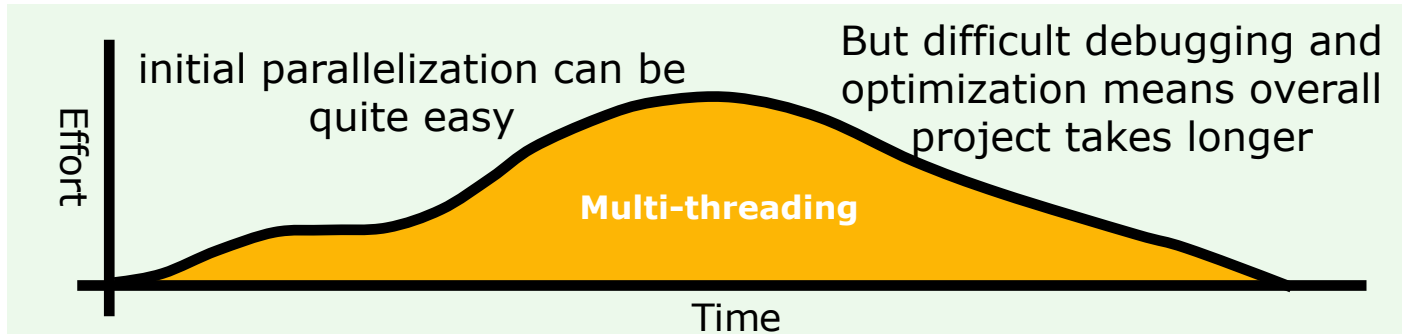 initial parallelization can be
quite easy
But difficult debugging and
optimization means overall
project takes longer
Effort
Multi-threading
Time